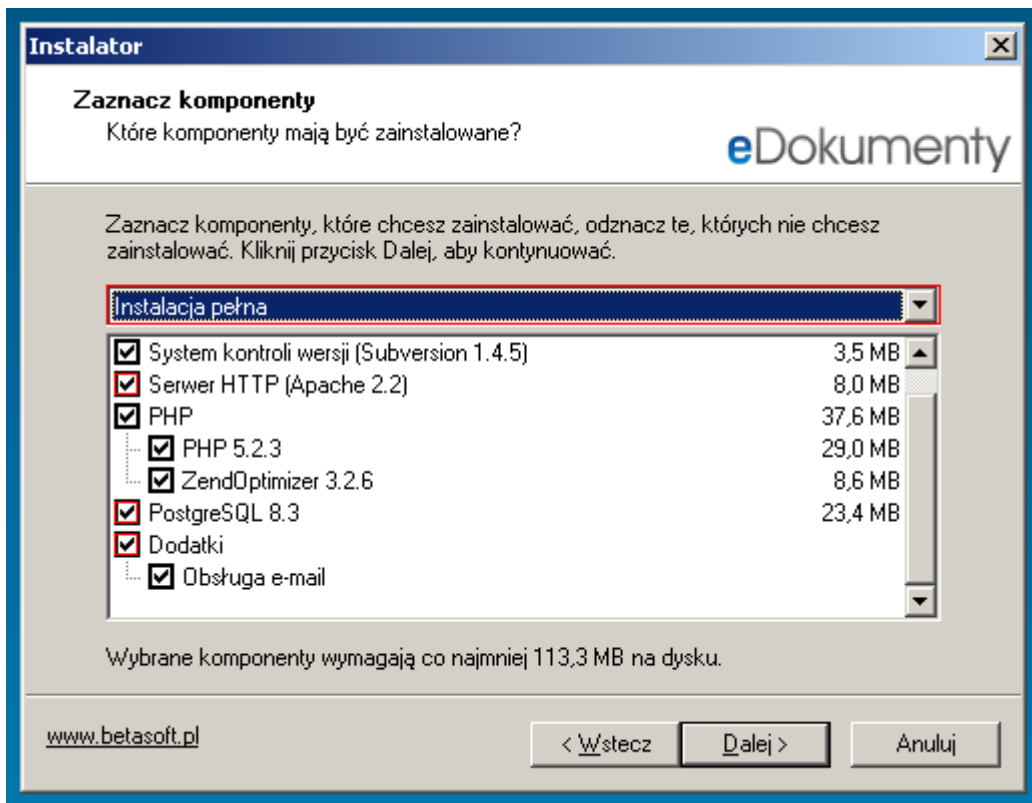 Instalator
Zaznacz komponenty
Które komponenty mają być zainstalowane?
eDokumenty
Zaznacz komponenty, które chcesz zainstalować, odznacz te, których nie chcesz
zainstalować. Kliknij przycisk Dalej, aby kontynuować.
Instalacja pełna
System kontroli wersji (Subversion 1.4.5) 3,5 MB
Serwer HTTP (Apache 2.2) 8,0 MB
PHP 37,6 MB
PHP 5.2.3 29,0 MB
ZendOptimizer 3.2.6 8,6 MB
PostgreSQL 8.3 23,4 MB
Dodatki
Obsługa e-mail
Wybrane komponenty wymagają co najmniej 113,3 MB na dysku.
www.betasoft.pl
< Wstecz Dalej > Anuluj